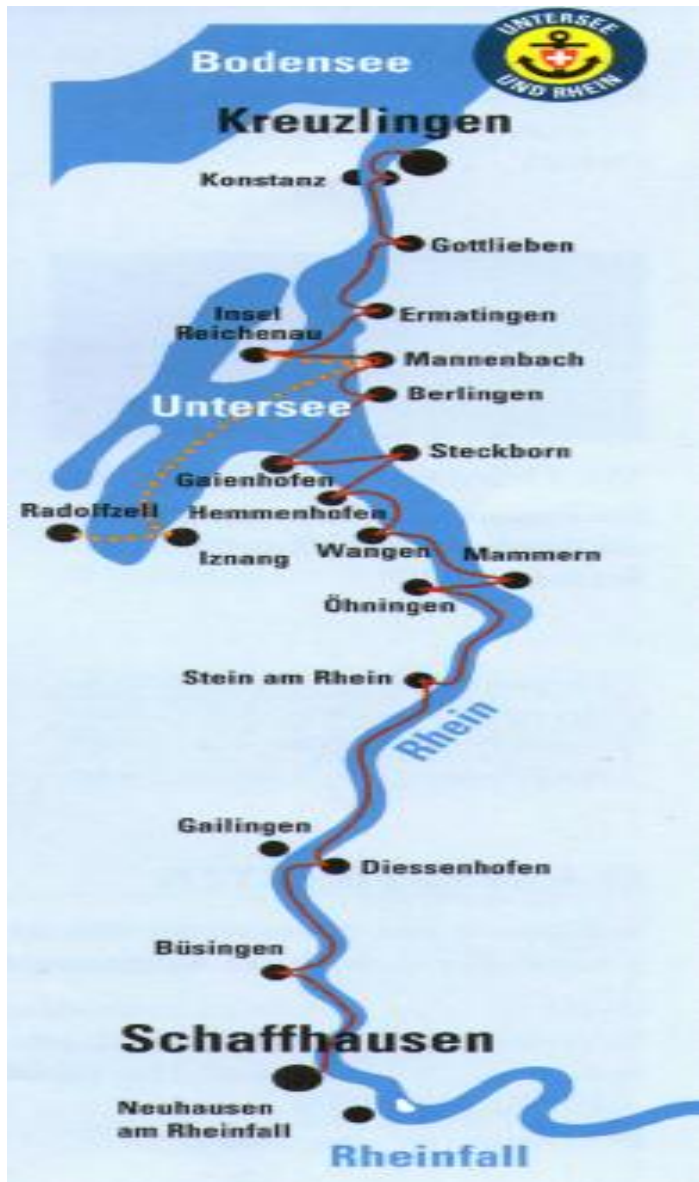 UNTERSEE
UND RHEIN
Bodensee
Kreuzlingen
Konstanz
Gottlieben
Insel
Reichenau
Ermatingen
Mannenbach
Untersee
Berlingen
Steckborn
Gaienhofen
Radolfzell
Hemmenhofen
Iznang
Wangen
Mammern
Öhningen
Stein am Rhein
Rhein
Gailingen
Diessenhofen
Büsingen
Schaffhausen
Neuhausen
am Rheinfall
Rheinfall